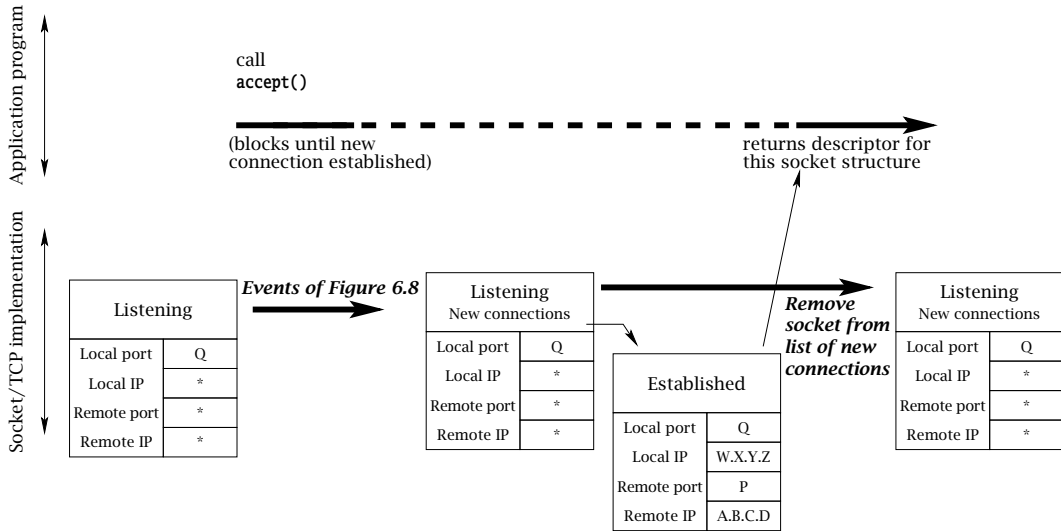 Application program
call
accept()
(blocks until new
connection established)
returns descriptor for
this socket structure
Socket/TCP implementation
Listening
Local port Q
Local IP *
Remote port *
Remote IP *
Events of Figure 6.8
Listening
New connections
Local port Q
Local IP *
Remote port *
Remote IP *
Established
Local port Q
Local IP W.X.Y.Z
Remote port P
Remote IP A.B.C.D
Remove
socket from
list of new
connections
Listening
New connections
Local port Q
Local IP *
Remote port *
Remote IP *